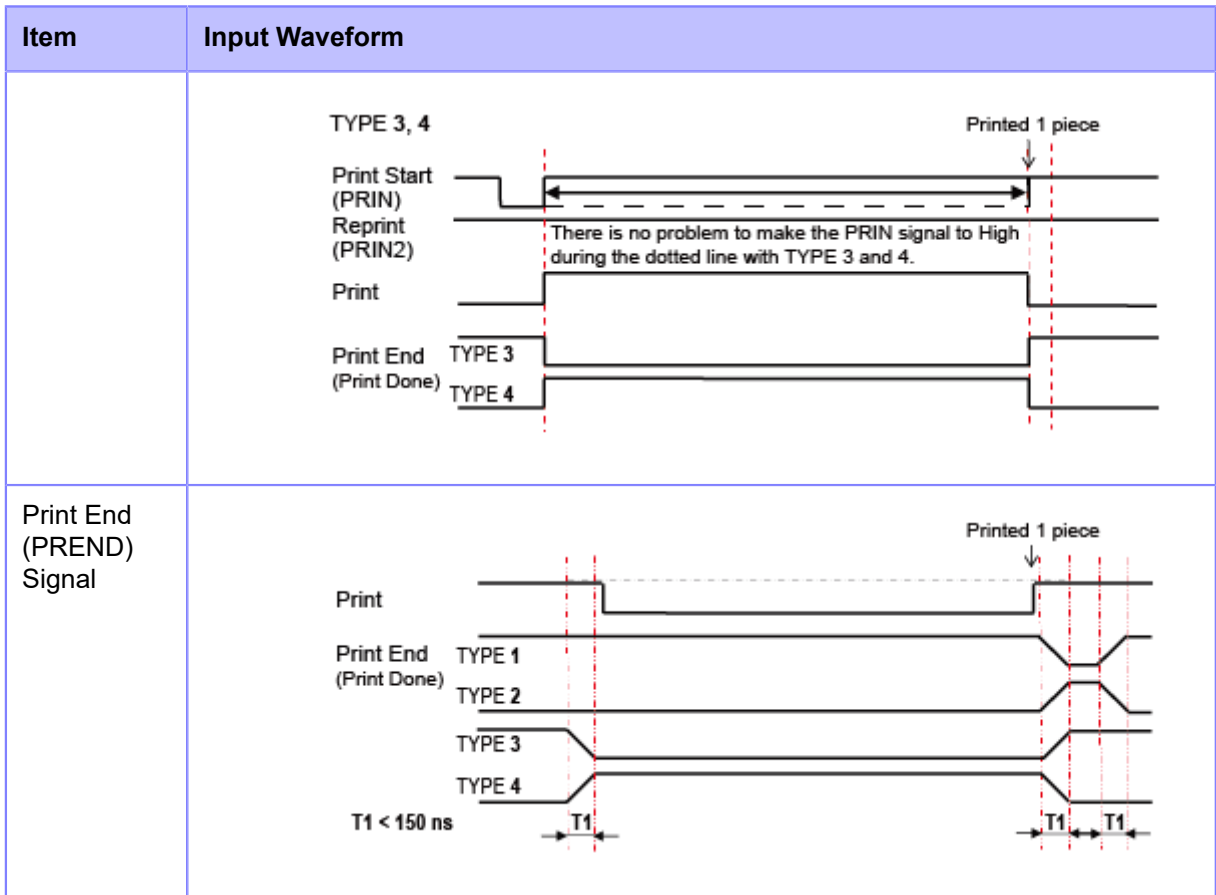 Item
Input Waveform
TYPE 3, 4
Printed 1 piece
Print Start
(PRIN)
Reprint
(PRIN2)
There is no problem to make the PRIN signal to High
during the dotted line with TYPE 3 and 4.
Print
Print End
(Print Done)
TYPE 3
TYPE 4
Print End
(PREND)
Signal
Printed 1 piece
Print
Print End
(Print Done)
TYPE 1
TYPE 2
TYPE 3
TYPE 4
T1 < 150 ns
T1
T1
T1